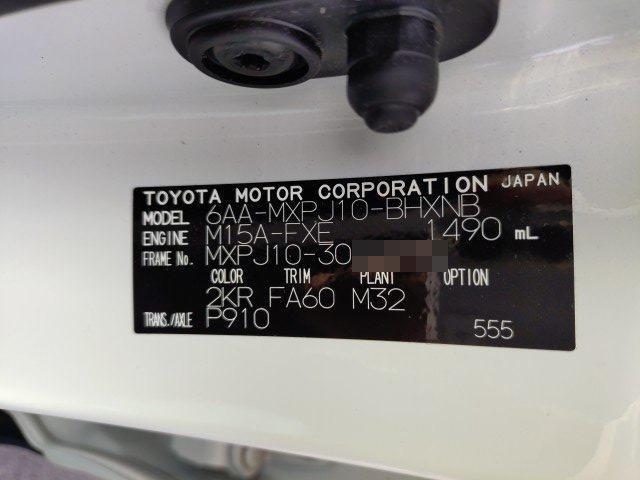 TOYOTA MOTOR CORPORATION JAPAN
MODEL 6AA-MXPJ10-BHXNB
ENGINE M15A-FXE 1490 mL
FRAME No. MXPJ10-30
COLOR TRIM PLANT OPTION
2KR FA60 M32
TRANS./AXLE P910 555